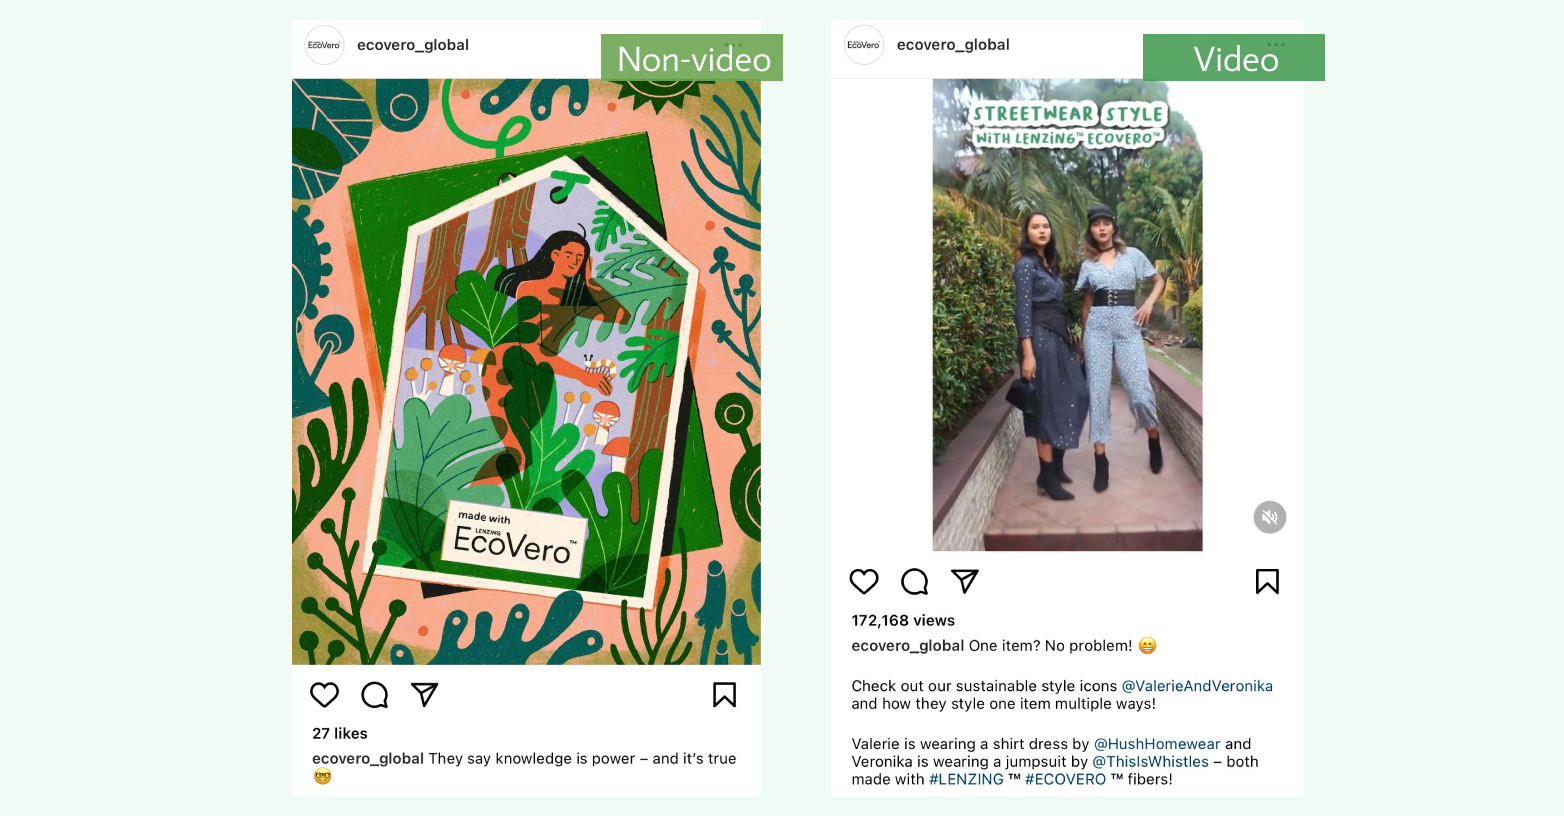 EcoVero
ecovero_global
Non-video
made with
LENZING
EcoVero™
27 likes
ecovero_global They say knowledge is power – and it's true
🤓
EcoVero
ecovero_global
Video
STREETWEAR STYLE
WITH LENZING™ ECOVERO™
172,168 views
ecovero_global One item? No problem! 😁
Check out our sustainable style icons @ValerieAndVeronika
and how they style one item multiple ways!
Valerie is wearing a shirt dress by @HushHomewear and
Veronika is wearing a jumpsuit by @ThisIsWhistles – both
made with #LENZING ™ #ECOVERO ™ fibers!